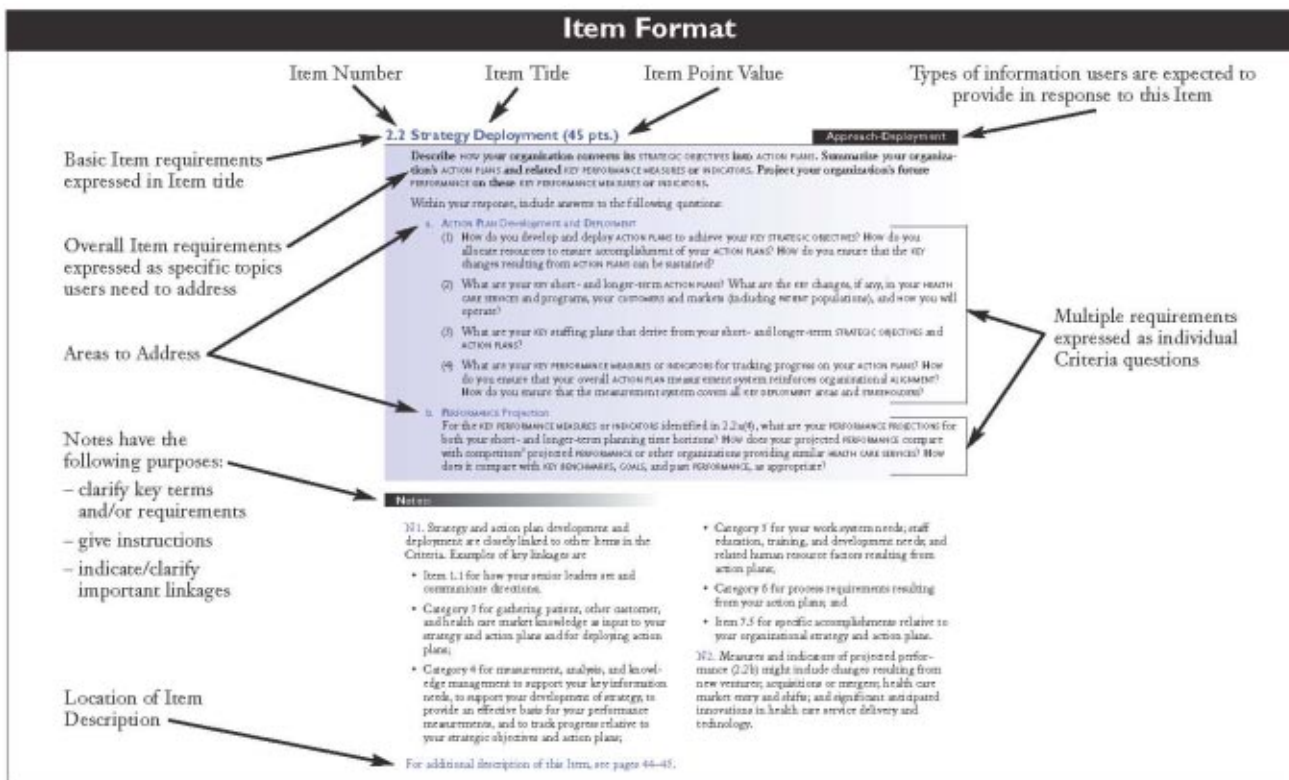 Item Format
Item Number
Item Title
Item Point Value
Types of information users are expected to
provide in response to this Item
2.2 Strategy Deployment (45 pts.)
Approach-Deployment
Basic Item requirements
expressed in Item title
Describe HOW your organization converts its STRATEGIC OBJECTIVES into ACTION PLANS. Summarize your organiza-
tion's ACTION PLANS and related KEY PERFORMANCE MEASURES or INDICATORS. Project your organization's future
PERFORMANCE on these KEY PERFORMANCE MEASURES or INDICATORS.
Within your response, include answers to the following questions:
Overall Item requirements
expressed as specific topics
users need to address
a. ACTION PLAN Development and DEPLOYMENT
(1) HOW do you develop and deploy ACTION PLANS to achieve your KEY STRATEGIC OBJECTIVES? HOW do you
allocate resources to ensure accomplishment of your ACTION PLANS? HOW do you ensure that the KEY
changes resulting from ACTION PLANS can be sustained?
(2) What are your KEY short- and longer-term ACTION PLANS? What are the KEY changes, if any, in your HEALTH
CARE SERVICES and programs, your CUSTOMERS and markets (including PATIENT populations), and HOW you will
operate?
(3) What are your KEY staffing plans that derive from your short- and longer-term STRATEGIC OBJECTIVES and
ACTION PLANS?
(4) What are your KEY PERFORMANCE MEASURES or INDICATORS for tracking progress on your ACTION PLANS? HOW
do you ensure that your overall ACTION PLAN measurement system reinforces organizational ALIGNMENT?
HOW do you ensure that the measurement system covers all KEY DEPLOYMENT areas and STAKEHOLDERS?
Areas to Address
Multiple requirements
expressed as individual
Criteria questions
b. PERFORMANCE Projection
For the KEY PERFORMANCE MEASURES or INDICATORS identified in 2.2a(4), what are your PERFORMANCE PROJECTIONS for
both your short- and longer-term planning time horizons? HOW does your projected PERFORMANCE compare
with competitors' projected PERFORMANCE or other organizations providing similar HEALTH CARE SERVICES? HOW
does it compare with KEY BENCHMARKS, GOALS, and past PERFORMANCE, as appropriate?
Notes have the
following purposes:
– clarify key terms
and/or requirements
– give instructions
– indicate/clarify
important linkages
Notes:
N1. Strategy and action plan development and
deployment are closely linked to other Items in the
Criteria. Examples of key linkages are
• Item 1.1 for how your senior leaders set and
communicate directions;
• Category 3 for gathering patient, other customer,
and health care market knowledge as input to your
strategy and action plans and for deploying action
plans;
• Category 4 for measurement, analysis, and knowl-
edge management to support your key information
needs, to support your development of strategy, to
provide an effective basis for your performance
measurements, and to track progress relative to
your strategic objectives and action plans;
• Category 5 for your work system needs; staff
education, training, and development needs; and
related human resource factors resulting from
action plans;
• Category 6 for process requirements resulting
from your action plans; and
• Item 7.5 for specific accomplishments relative to
your organizational strategy and action plans.
N2. Measures and indicators of projected perfor-
mance (2.2b) might include changes resulting from
new ventures; acquisitions or mergers; health care
market entry and shifts; and significant anticipated
innovations in health care service delivery and
technology.
Location of Item
Description
For additional description of this Item, see pages 44–45.